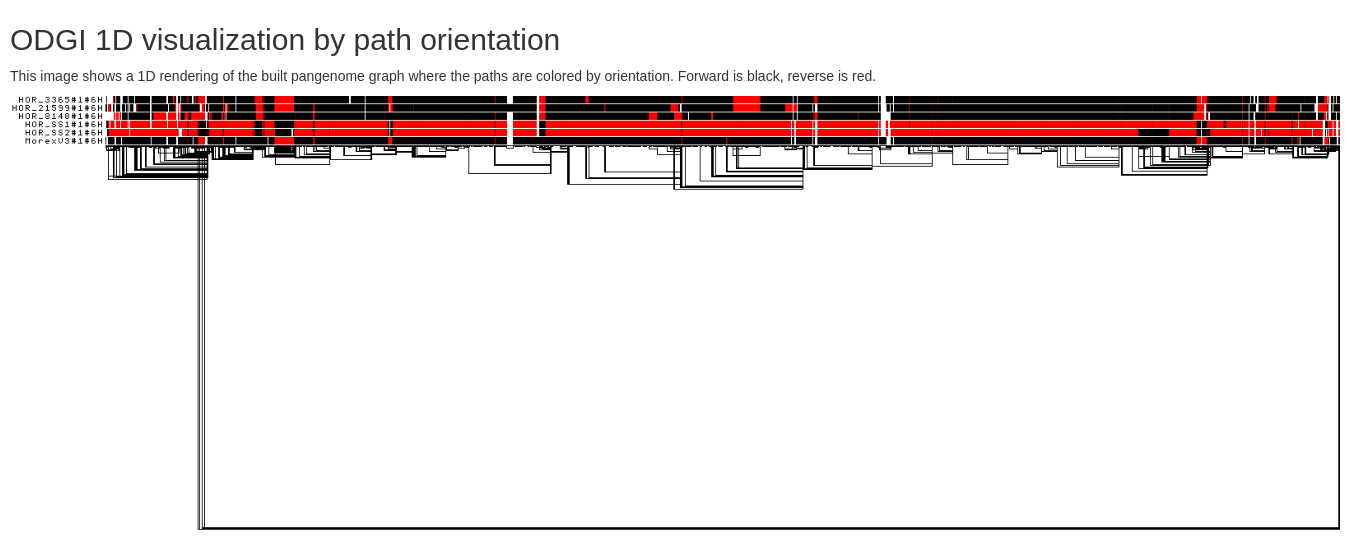 ODGI 1D visualization by path orientation
This image shows a 1D rendering of the built pangenome graph where the paths are colored by orientation. Forward is black, reverse is red.
HOR_3365#1#6H
HOR_21599#1#6H
HOR_8148#1#6H
HOR_SS1#1#6H
HOR_SS2#1#6H
MorexV3#1#6H